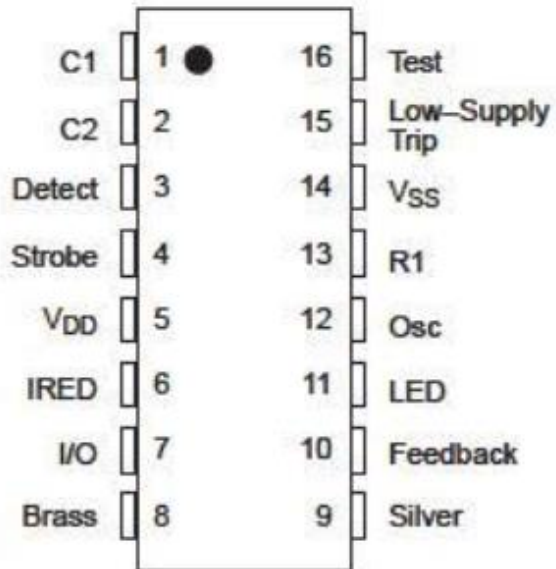 C1 1 16 Test
C2 2 15 Low–Supply
Trip
Detect 3 14 VSS
Strobe 4 13 R1
VDD 5 12 Osc
IRED 6 11 LED
I/O 7 10 Feedback
Brass 8 9 Silver